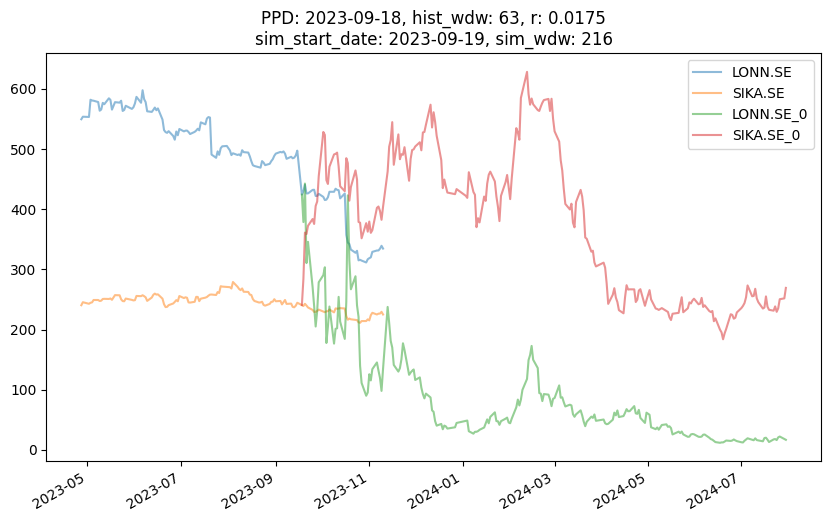 PPD: 2023-09-18, hist_wdw: 63, r: 0.0175
sim_start_date: 2023-09-19, sim_wdw: 216
LONN.SE
SIKA.SE
LONN.SE_0
SIKA.SE_0
600
500
400
300
200
100
0
2023-05
2023-07
2023-09
2023-11
2024-01
2024-03
2024-05
2024-07